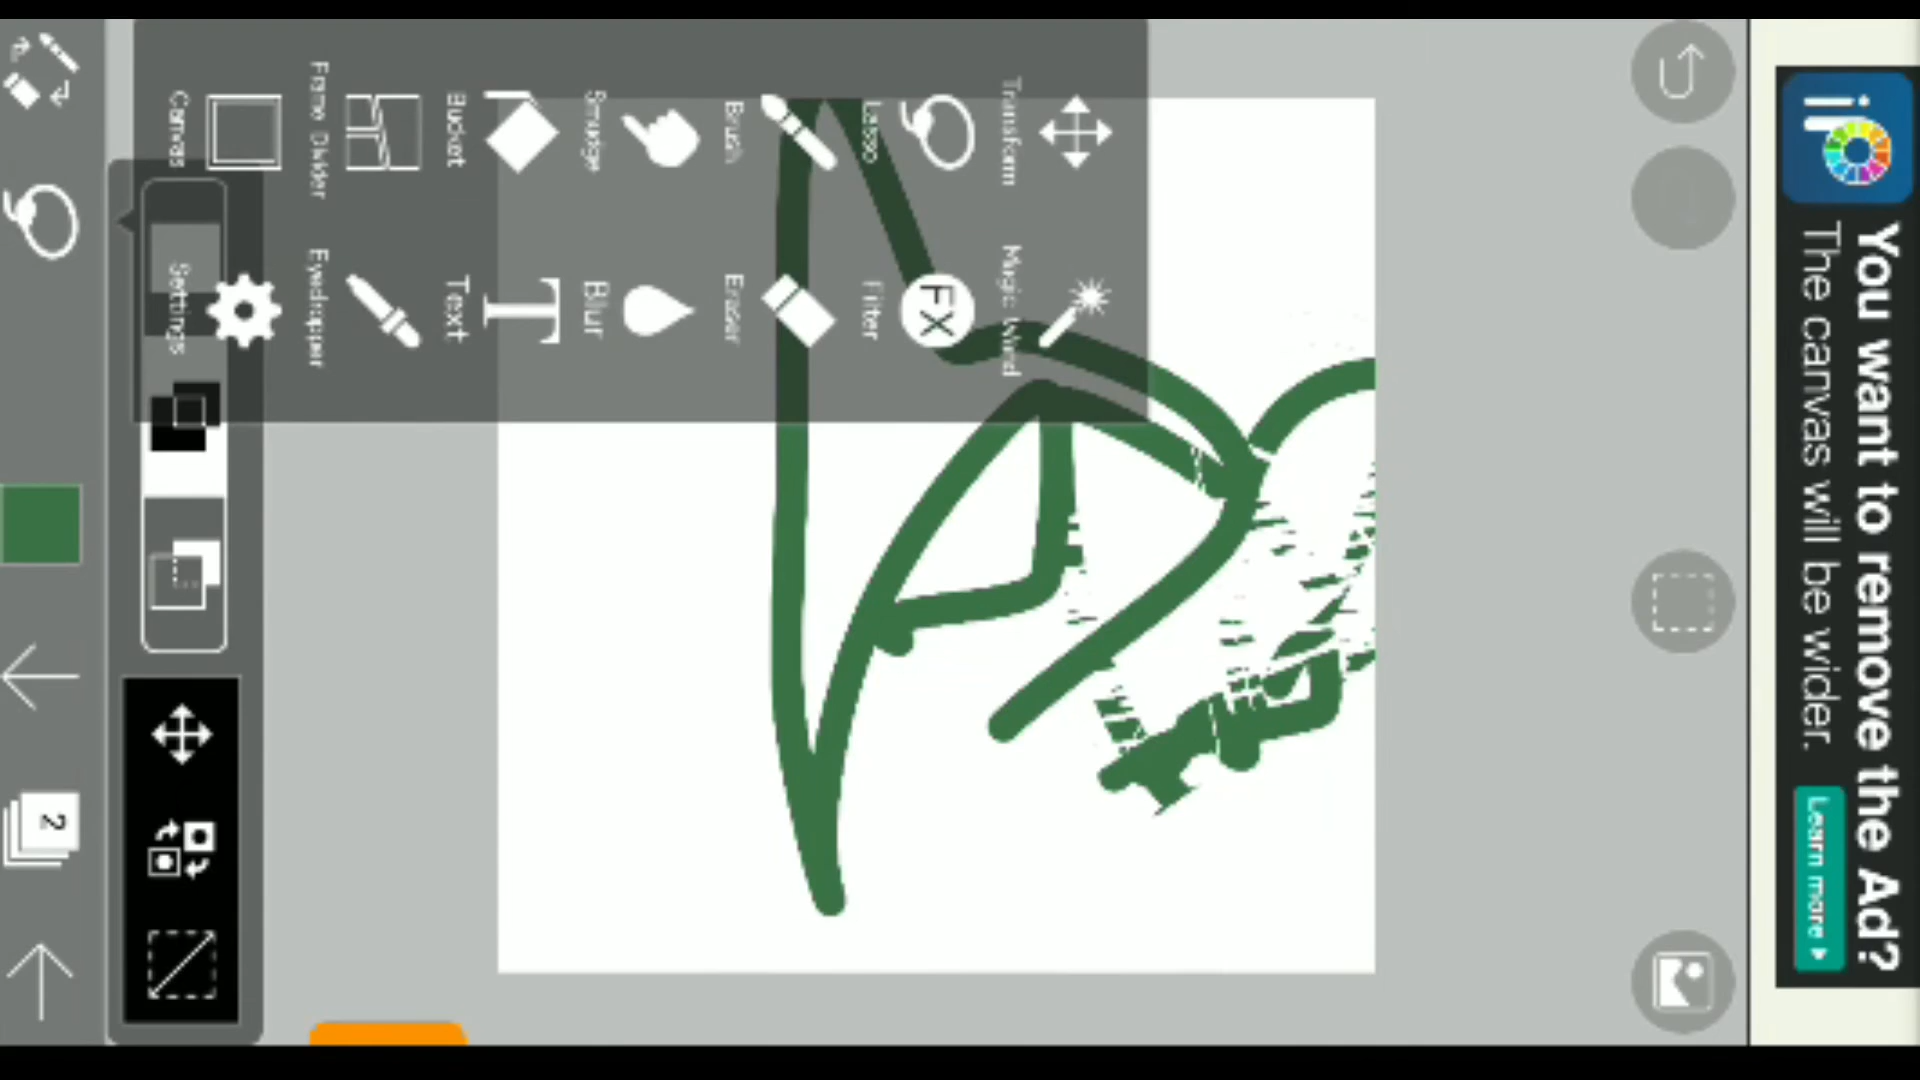 iP
You want to remove the Ad?
The canvas will be wider.
Learn more
Transform
Magic Wand
Lasso
Filter
FX
Brush
Eraser
Smudge
Blur
Bucket
Text
T
Frame Divider
Eyedropper
Canvas
Settings
2